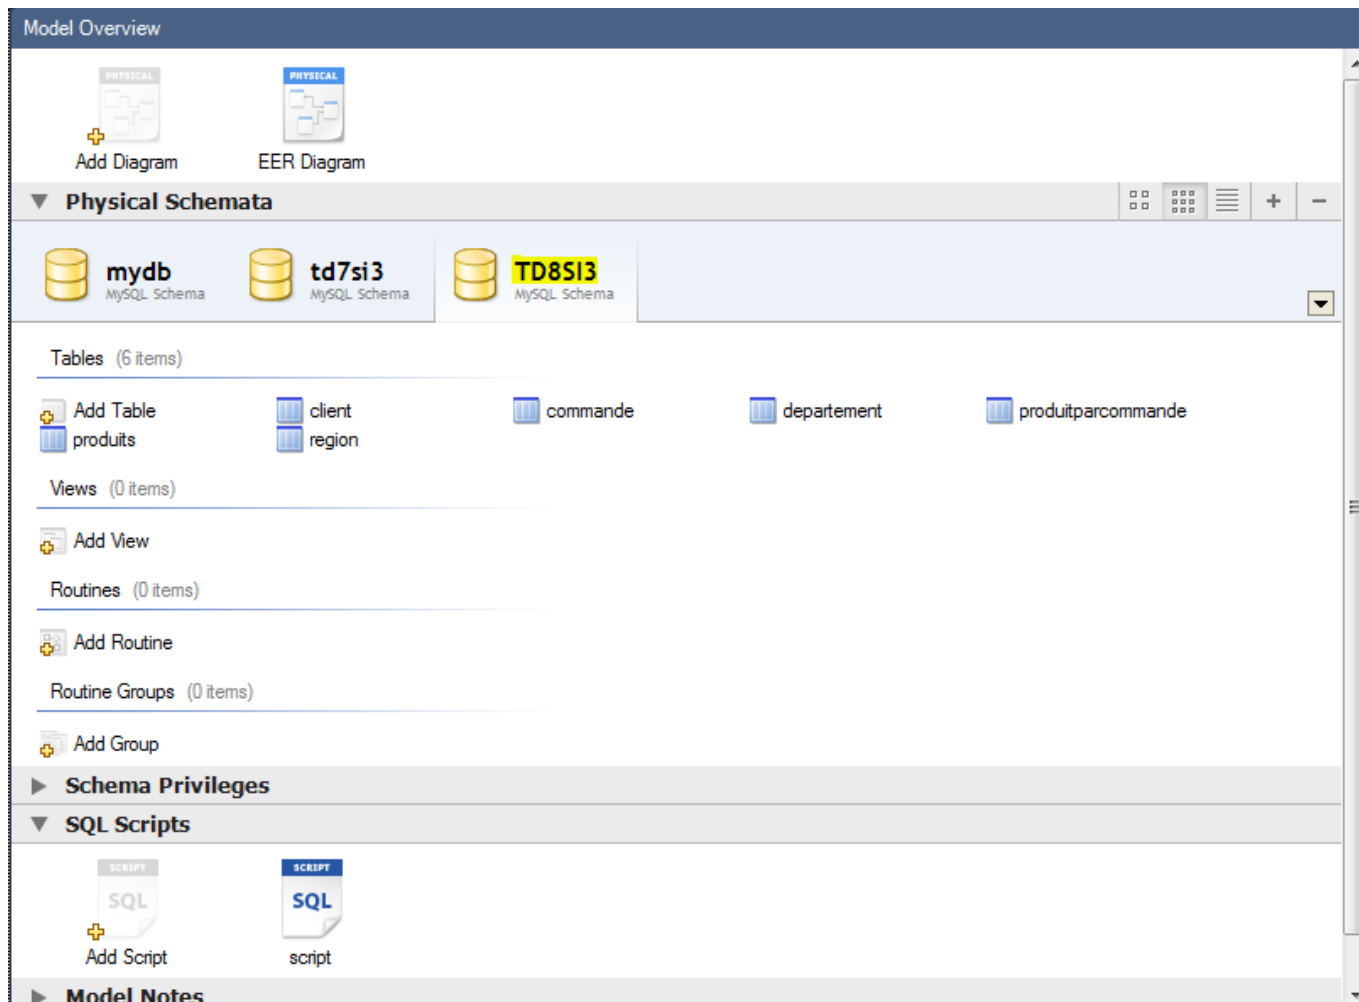 Model Overview
PHYSICAL PHYSICAL
Add Diagram EER Diagram
Physical Schemata
mydb td7si3 TD8SI3
MySQL Schema MySQL Schema MySQL Schema
Tables (6 items)
Add Table client commande departement produitparcommande
produits region
Views (0 items)
Add View
Routines (0 items)
Add Routine
Routine Groups (0 items)
Add Group
Schema Privileges
SQL Scripts
SCRIPT SCRIPT
SQL SQL
Add Script script
Model Notes